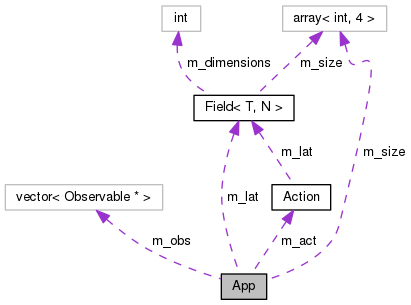 int
array< int, 4 >
m_dimensions
m_size
Field< T, N >
m_lat
m_size
vector< Observable * >
m_lat
Action
m_obs
m_act
App